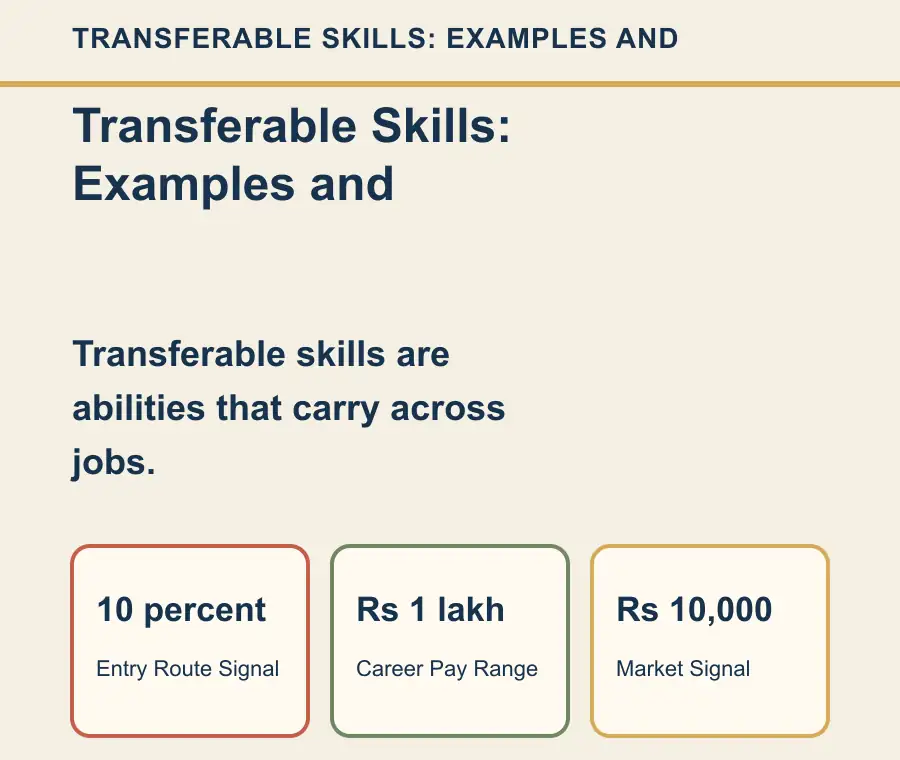 TRANSFERABLE SKILLS: EXAMPLES AND
Transferable Skills:
Examples and
Transferable skills are
abilities that carry across
jobs.
10 percent
Entry Route Signal
Rs 1 lakh
Career Pay Range
Rs 10,000
Market Signal